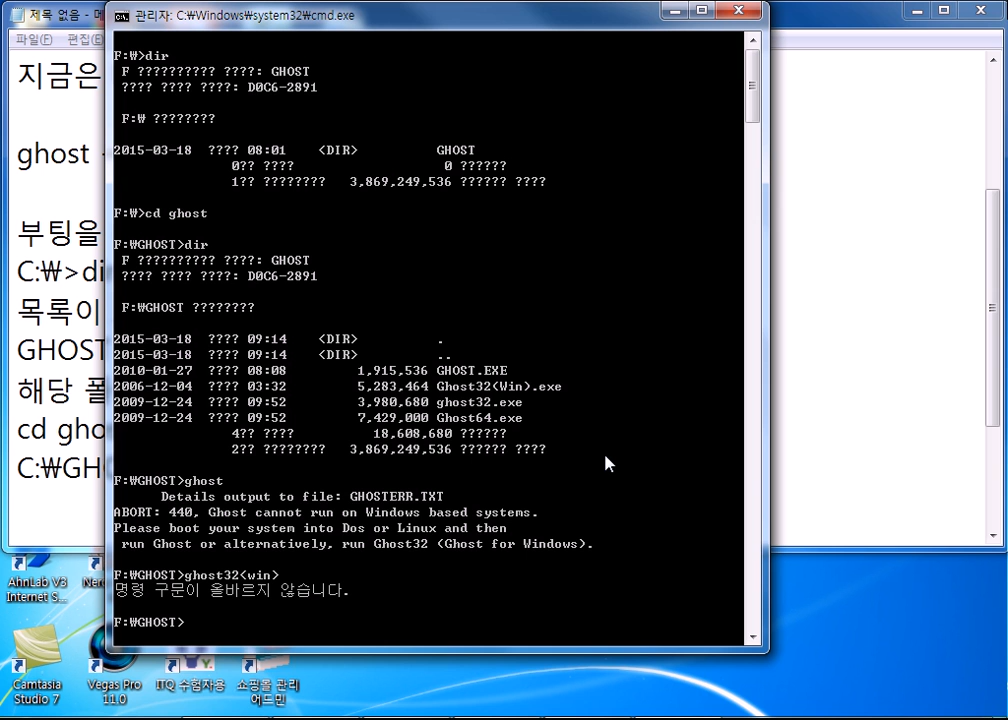 제목 없음 - 메
관리자: C:\Windows\system32\cmd.exe
파일(F) 편집(E)
지금은
ghost
부팅을
C:\>di
목록이
GHOST
해당 폴
cd gho
C:\GHO
F:\>dir
F ?????????? ????: GHOST
???? ???? ????: D0C6-2891
F:\ ????????
2015-03-18 ???? 08:01 <DIR> GHOST
0?? ???? 0 ??????
1?? ???????? 3,869,249,536 ?????? ????
F:\>cd ghost
F:\GHOST>dir
F ?????????? ????: GHOST
???? ???? ????: D0C6-2891
F:\GHOST ????????
2015-03-18 ???? 09:14 <DIR> .
2015-03-18 ???? 09:14 <DIR> ..
2010-01-27 ???? 08:08 1,915,536 GHOST.EXE
2006-12-04 ???? 03:32 5,283,464 Ghost32(Win).exe
2009-12-24 ???? 09:52 3,980,680 ghost32.exe
2009-12-24 ???? 09:52 7,429,000 Ghost64.exe
4?? ???? 18,608,680 ??????
2?? ???????? 3,869,249,536 ?????? ????
F:\GHOST>ghost
Details output to file: GHOSTERR.TXT
ABORT: 440, Ghost cannot run on Windows based systems.
Please boot your system into Dos or Linux and then
run Ghost or alternatively, run Ghost32 (Ghost for Windows).
F:\GHOST>ghost32(win)
명령 구문이 올바르지 않습니다.
F:\GHOST>
AhnLab V3
Internet S...
Ner
Camtasia
Studio 7
Vegas Pro
11.0
ITQ 수험자용
쇼핑몰 관리
어드민